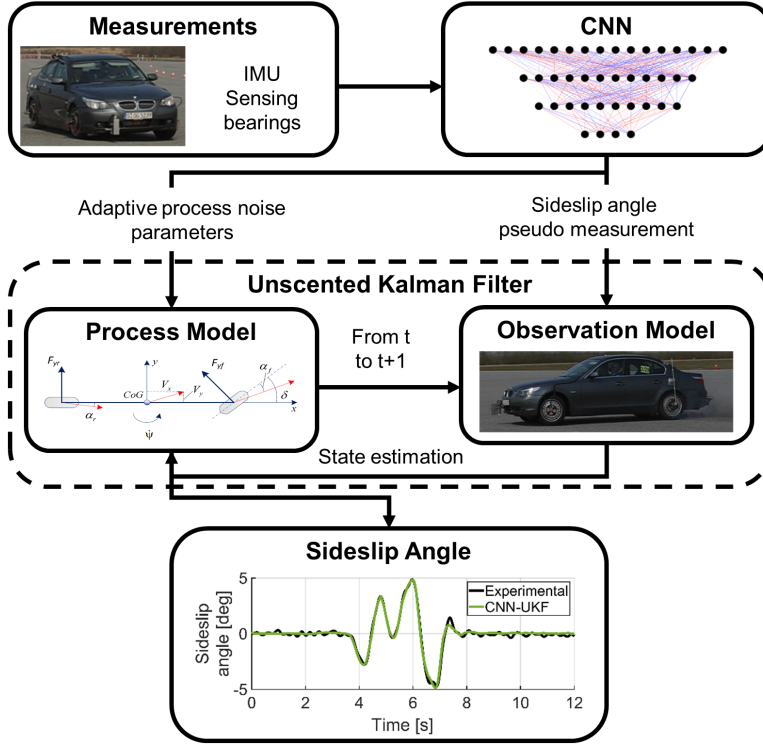 Measurements
CNN
IMU
Sensing
bearings
Adaptive process noise
parameters
Sideslip angle
pseudo measurement
Unscented Kalman Filter
Process Model
From t
to t+1
Observation Model
F_yr
y
F_yf
α_f
CoG
V_x
V_y
δ
α_r
x
ψ̇
State estimation
Sideslip Angle
Sideslip
angle [deg]
5
0
-5
Experimental
CNN-UKF
0 2 4 6 8 10 12
Time [s]